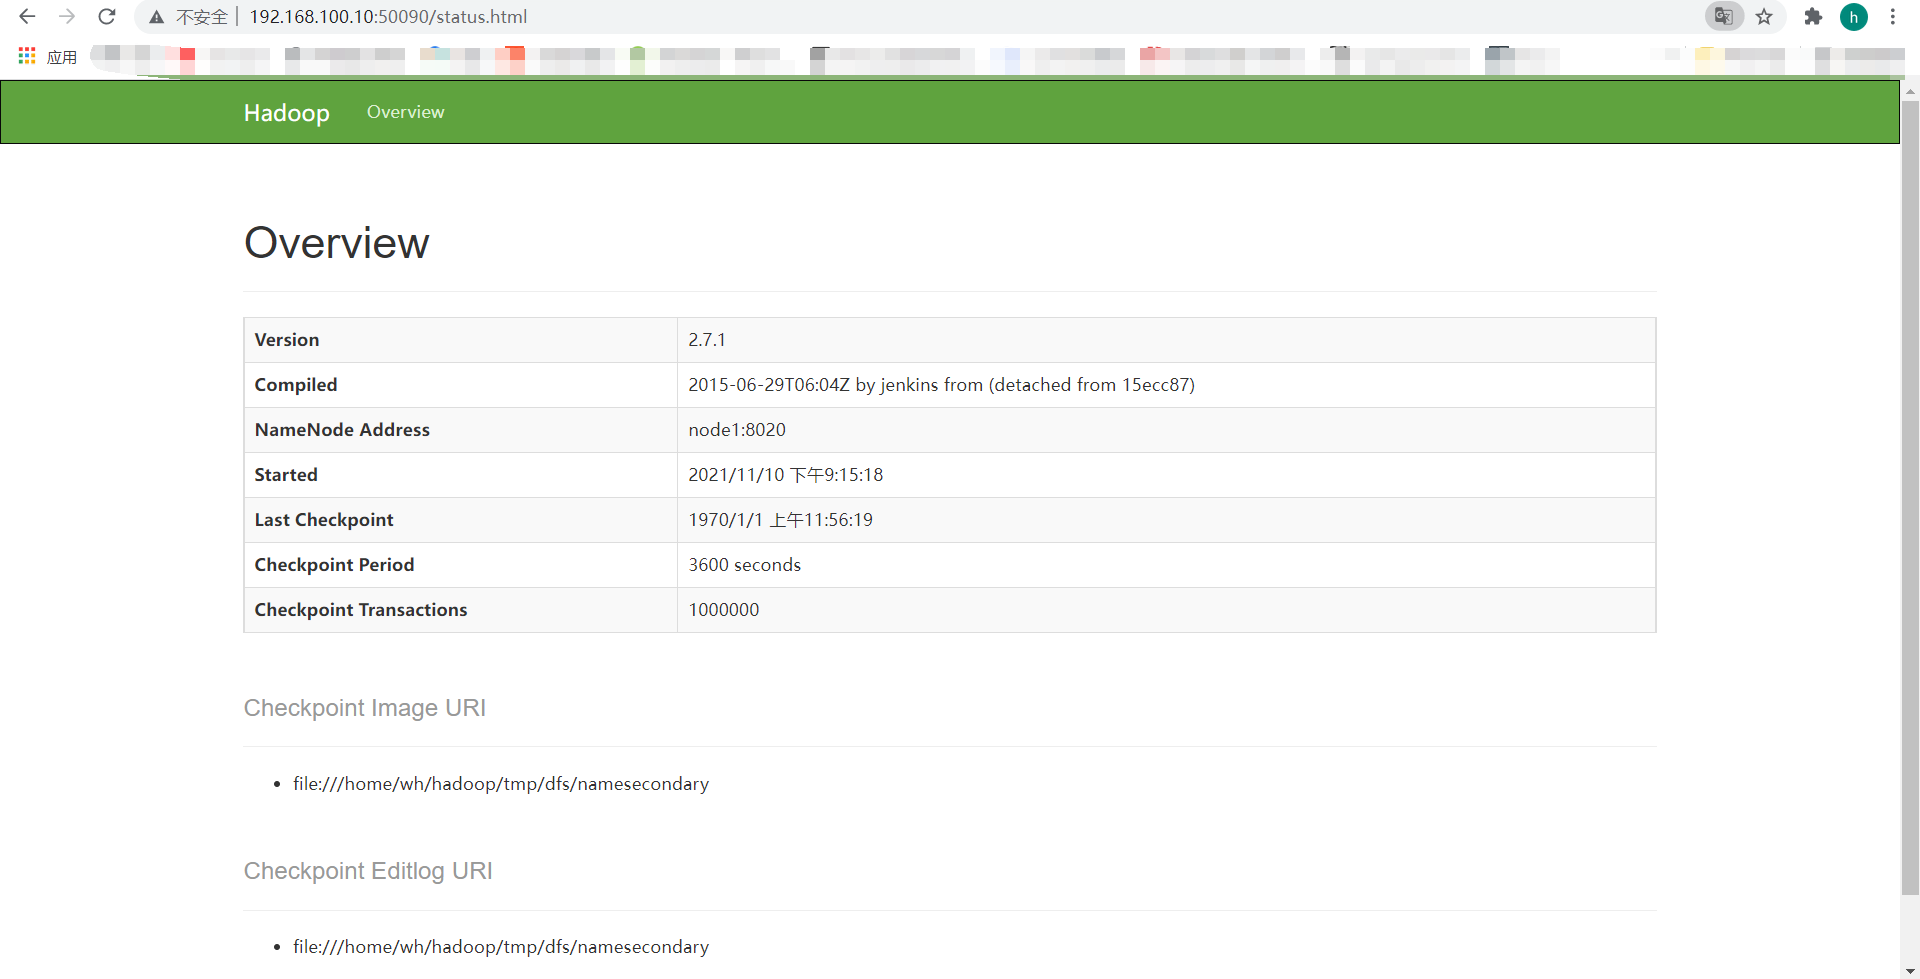 不安全 192.168.100.10:50090/status.html
h
应用
Hadoop Overview
Overview
Version 2.7.1
Compiled 2015-06-29T06:04Z by jenkins from (detached from 15ecc87)
NameNode Address node1:8020
Started 2021/11/10 下午9:15:18
Last Checkpoint 1970/1/1 上午11:56:19
Checkpoint Period 3600 seconds
Checkpoint Transactions 1000000
Checkpoint Image URI
file:///home/wh/hadoop/tmp/dfs/namesecondary
Checkpoint Editlog URI
file:///home/wh/hadoop/tmp/dfs/namesecondary